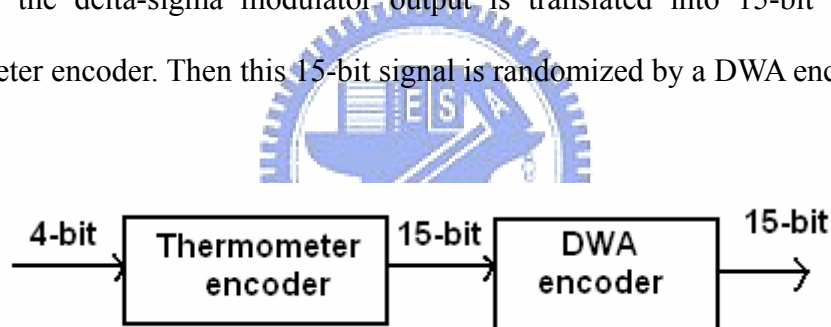 the delta-sigma modulator output is translated into 15-bit
eter encoder. Then this 15-bit signal is randomized by a DWA enc
E S A
4-bit Thermometer encoder 15-bit DWA encoder 15-bit